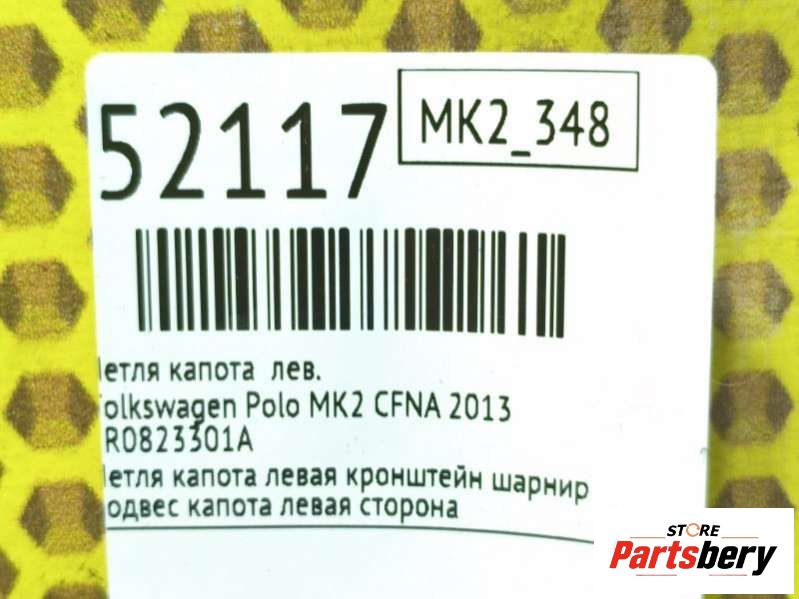 52117
MK2_348
етля капота лев.
olkswagen Polo MK2 CFNA 2013
R0823301A
етля капота левая кронштейн шарнир
одвес капота левая сторона
STORE
Partsbery